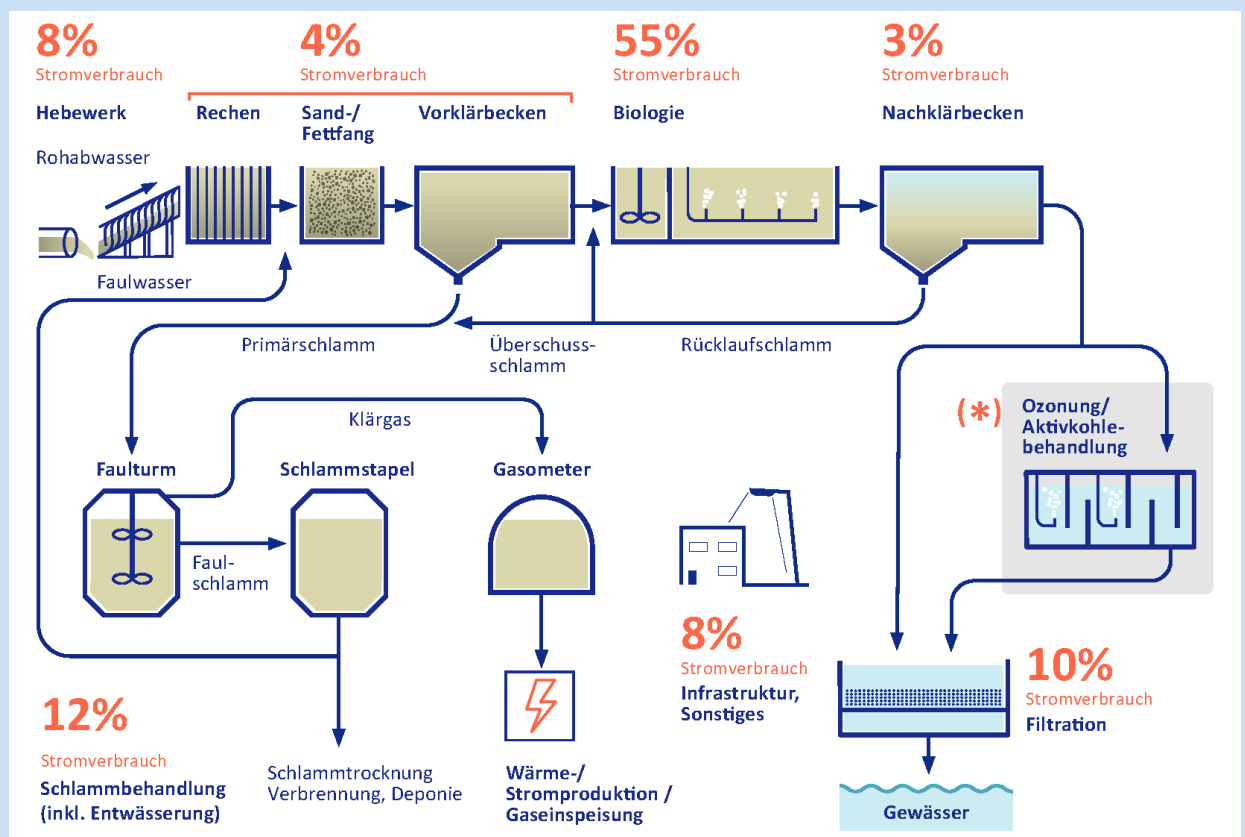 8%
Stromverbrauch
Hebewerk
4%
Stromverbrauch
Rechen
Sand-/
Fettfang
Vorklärbecken
55%
Stromverbrauch
Biologie
3%
Stromverbrauch
Nachklärbecken
Rohabwasser
Faulwasser
Primärschlamm
Überschuss-
schlamm
Rücklaufschlamm
Klärgas
(*)
Ozonung/
Aktivkohle-
behandlung
Faulturm
Schlammstapel
Gasometer
Faul-
schlamm
8%
Stromverbrauch
Infrastruktur,
Sonstiges
10%
Stromverbrauch
Filtration
12%
Stromverbrauch
Schlammbehandlung
(inkl. Entwässerung)
Schlammtrocknung
Verbrennung, Deponie
Wärme-/
Stromproduktion /
Gaseinspeisung
Gewässer